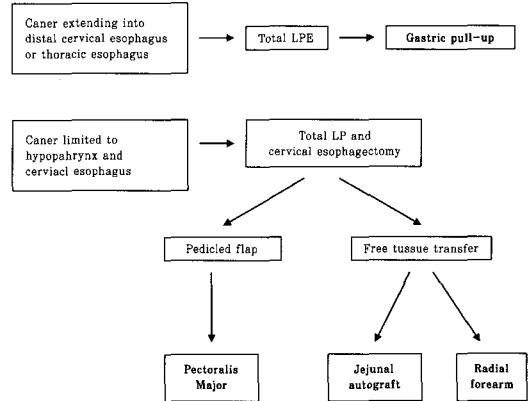 Caner extending into
distal cervical esophagus
or thoracic esophagus
Total LPE
Gastric pull-up
Caner limited to
hypopahrynx and
cerviacl esophagus
Total LP and
cervical esophagectomy
Pedicled flap
Free tussue transfer
Pectoralis
Major
Jejunal
autograft
Radial
forearm